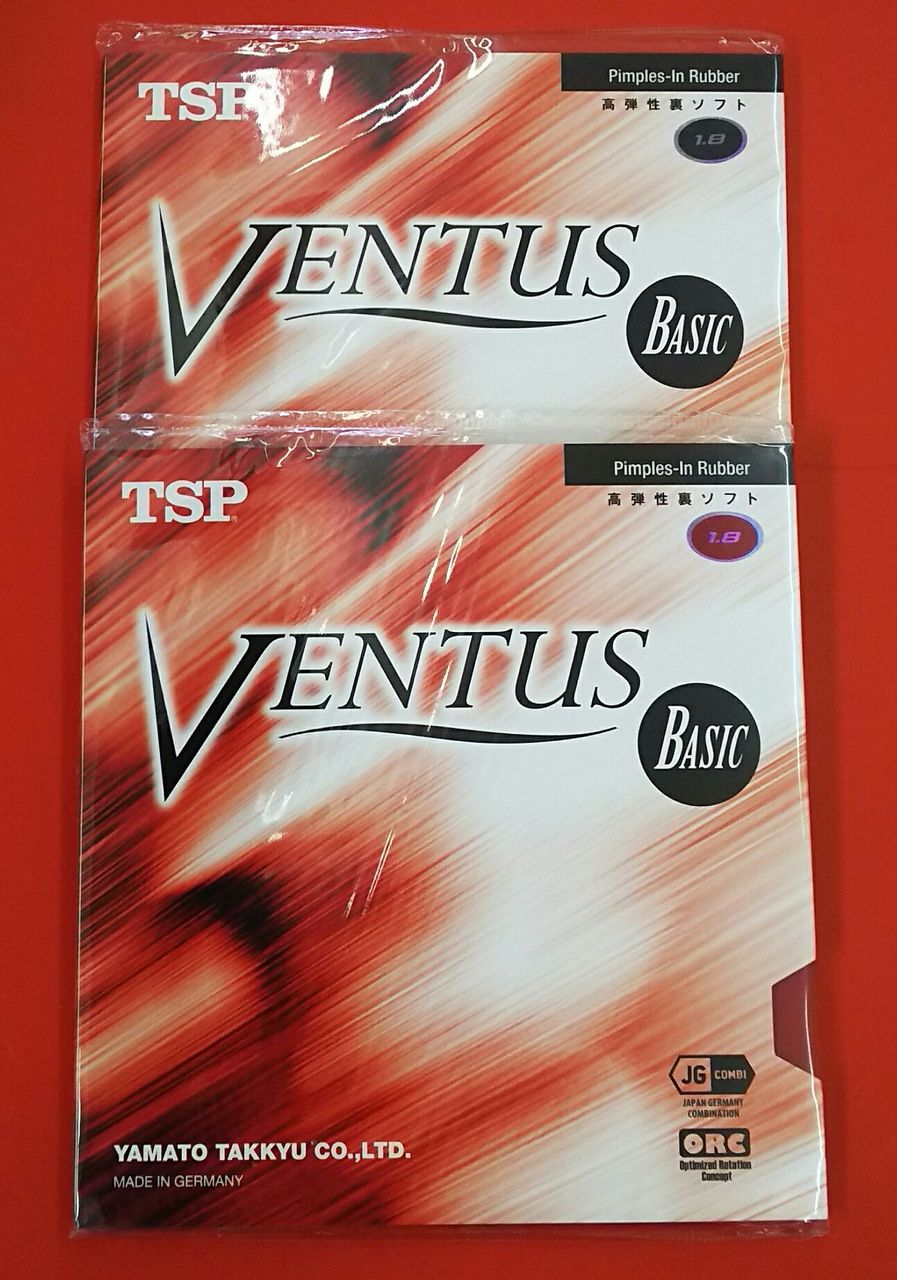 TSP
Pimples-In Rubber
高弾性裏ソフト
1.8
VENTUS
BASIC
TSP
Pimples-In Rubber
高弾性裏ソフト
1.8
VENTUS
BASIC
JG COMBI
JAPAN GERMANY
COMBINATION
ORC
Optimized Rotation
Concept
YAMATO TAKKYU CO.,LTD.
MADE IN GERMANY